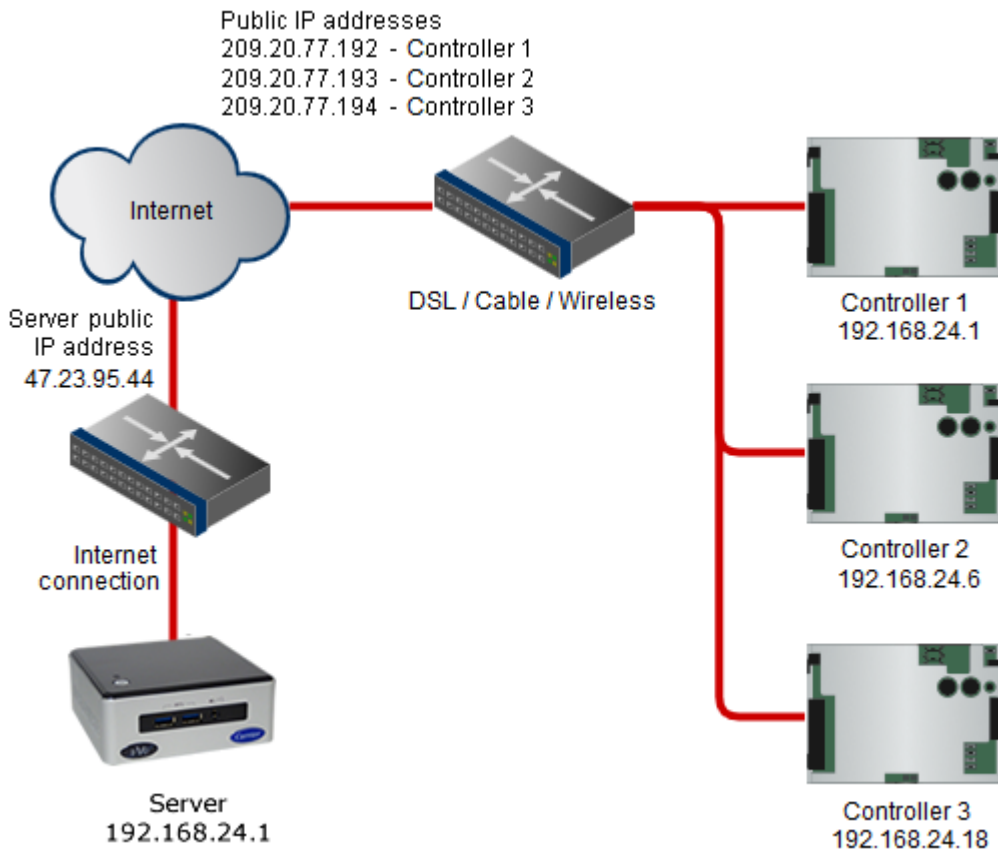 Public IP addresses
209.20.77.192 - Controller 1
209.20.77.193 - Controller 2
209.20.77.194 - Controller 3
Internet
DSL / Cable / Wireless
Controller 1
192.168.24.1
Server public
IP address
47.23.95.44
Controller 2
192.168.24.6
Internet
connection
Carrier
Server
192.168.24.1
Controller 3
192.168.24.18